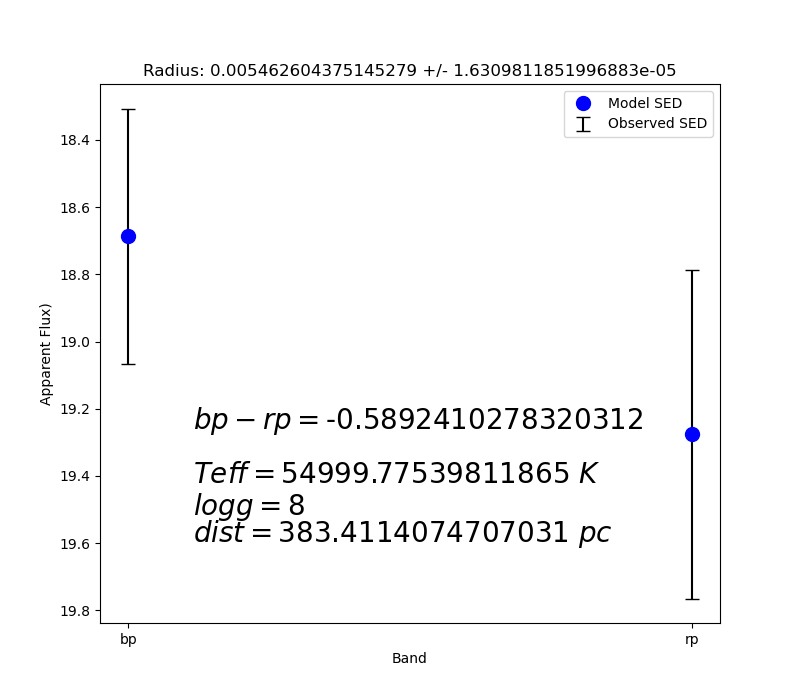 Radius: 0.005462604375145279 +/- 1.6309811851996883e-05
Model SED
Observed SED
18.4
18.6
18.8
19.0
19.2
19.4
19.6
19.8
Apparent Flux)
bp − rp = -0.5892410278320312
Teff = 54999.77539811865 K
logg = 8
dist = 383.4114074707031 pc
bp
rp
Band